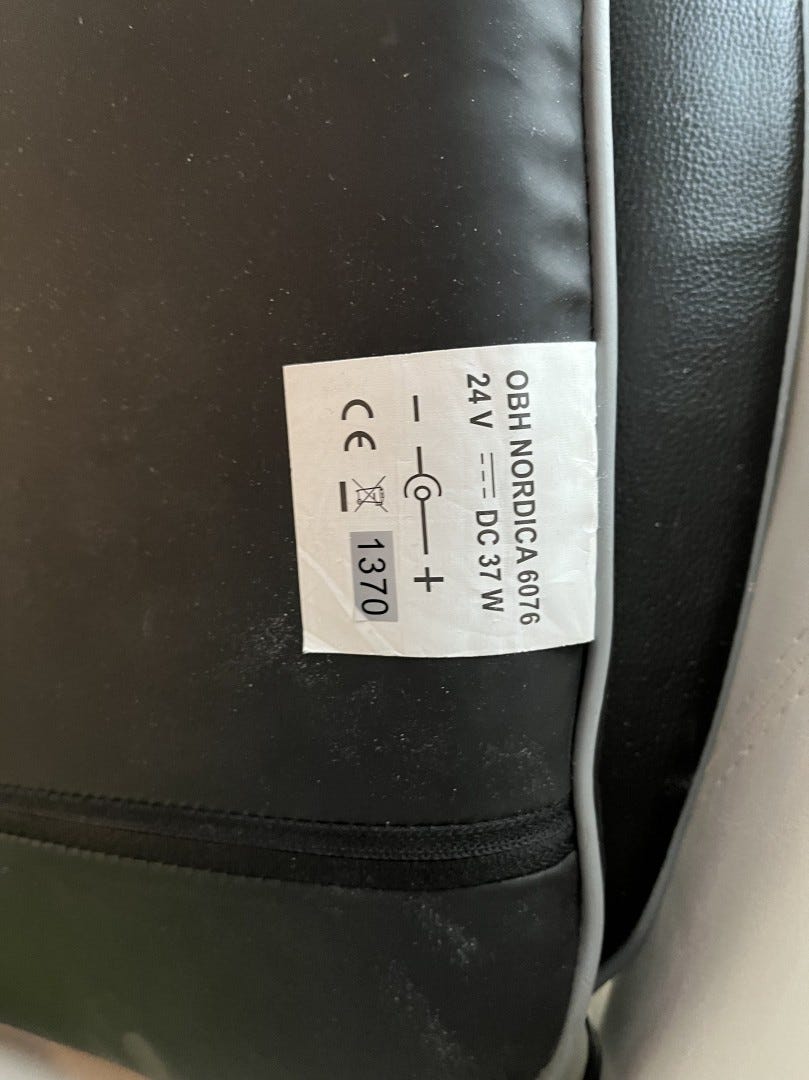 OBH NORDICA 6076
24 V ⎓ DC 37 W
- +
CE 1370